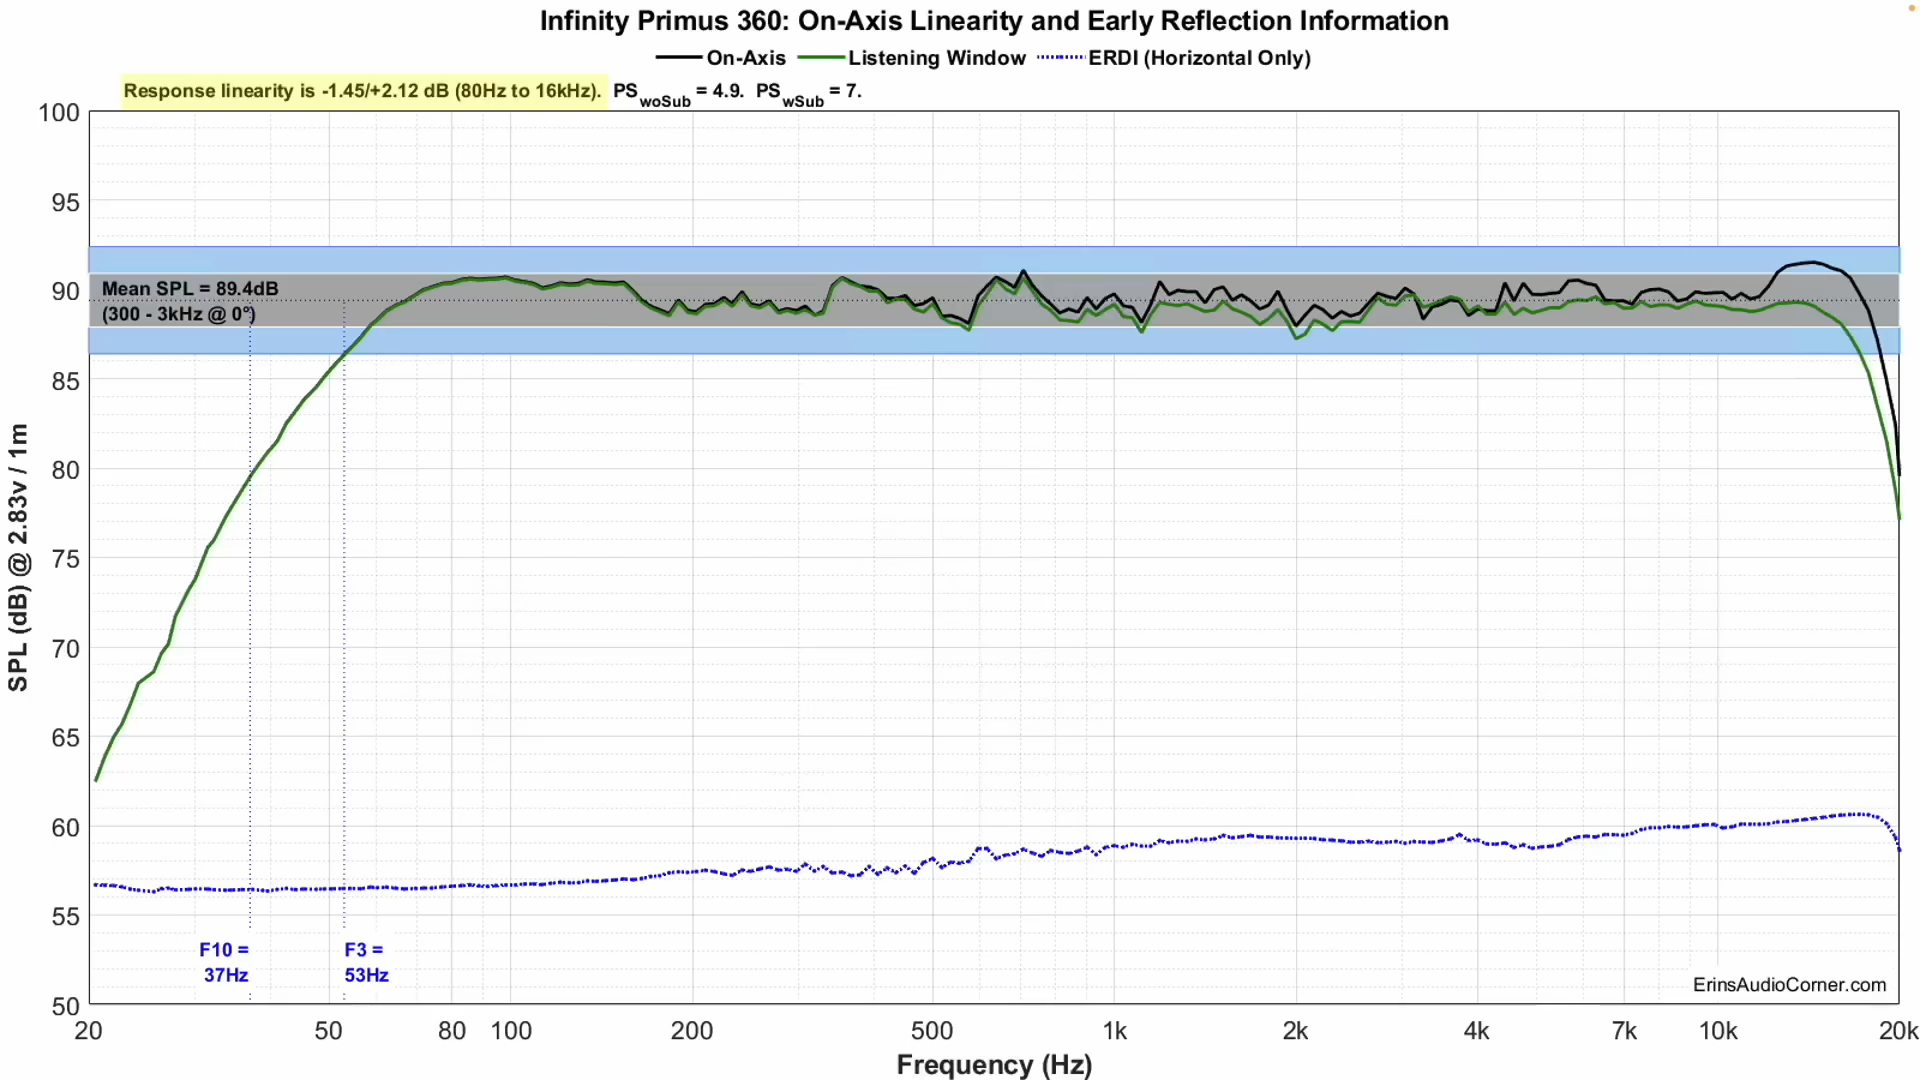 Infinity Primus 360: On-Axis Linearity and Early Reflection Information
On-Axis Listening Window ERDI (Horizontal Only)
Response linearity is -1.45/+2.12 dB (80Hz to 16kHz). PSwoSub = 4.9. PSwSub = 7.
100
95
90
85
80
75
70
65
60
55
50
SPL (dB) @ 2.83v / 1m
Mean SPL = 89.4dB
(300 - 3kHz @ 0°)
F10 =
37Hz
F3 =
53Hz
ErinsAudioCorner.com
20 50 80 100 200 500 1k 2k 4k 7k 10k 20k
Frequency (Hz)